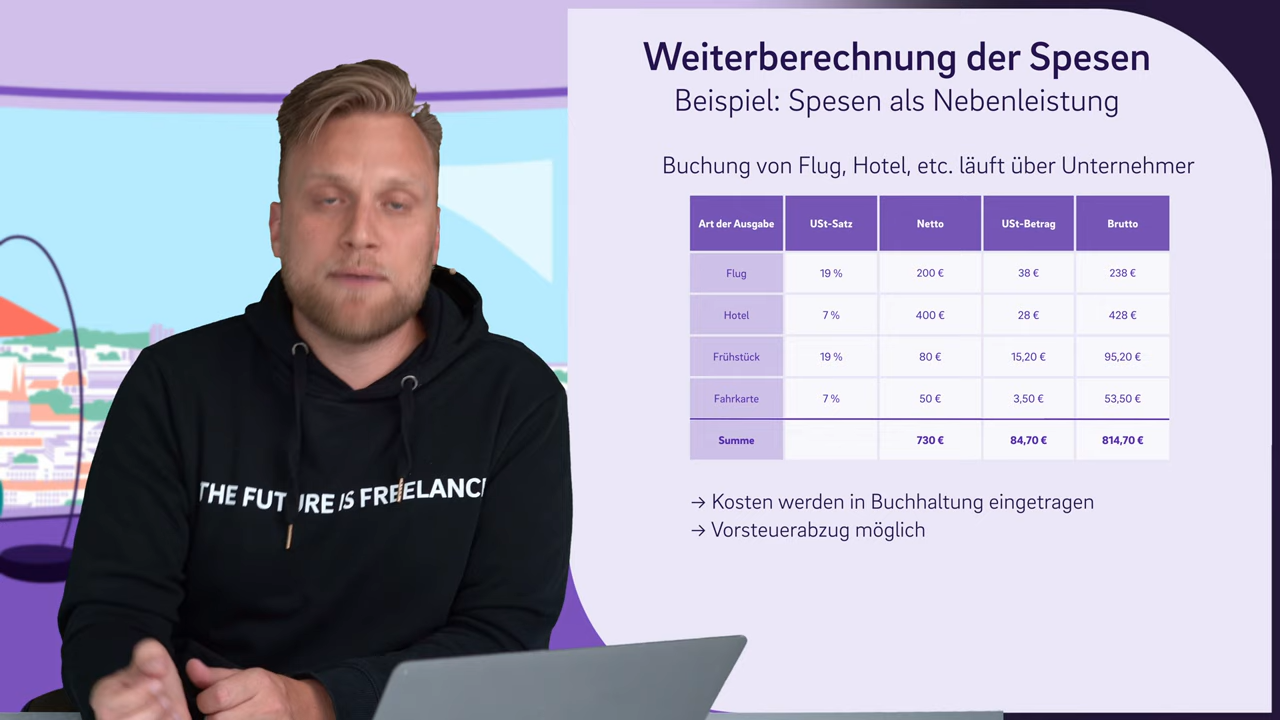 Weiterberechnung der Spesen
Beispiel: Spesen als Nebenleistung
Buchung von Flug, Hotel, etc. läuft über Unternehmer
Art der Ausgabe USt-Satz Netto USt-Betrag Brutto
Flug 19 % 200 € 38 € 238 €
Hotel 7 % 400 € 28 € 428 €
Frühstück 19 % 80 € 15,20 € 95,20 €
Fahrkarte 7 % 50 € 3,50 € 53,50 €
Summe 730 € 84,70 € 814,70 €
→ Kosten werden in Buchhaltung eingetragen
→ Vorsteuerabzug möglich
THE FUTURE IS FREELANCE